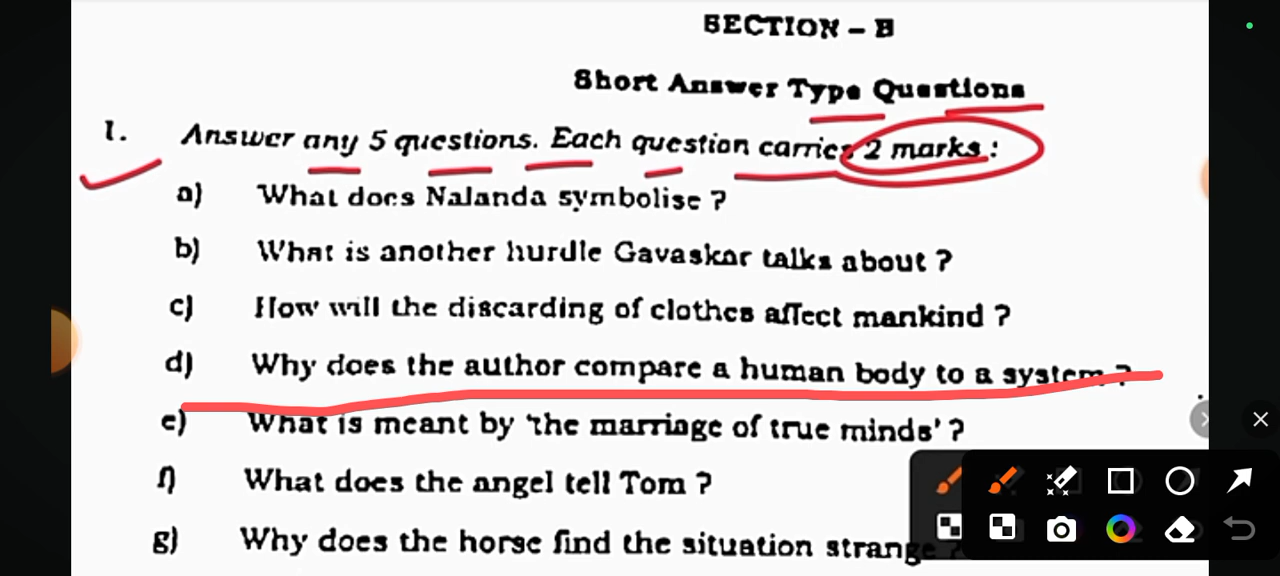 SECTION – B
Short Answer Type Questions
1. Answer any 5 questions. Each question carries 2 marks :
a) What does Nalanda symbolise ?
b) What is another hurdle Gavaskar talks about ?
c) How will the discarding of clothes affect mankind ?
d) Why does the author compare a human body to a system ?
e) What is meant by 'the marriage of true minds' ?
f) What does the angel tell Tom ?
g) Why does the horse find the situation strange ?